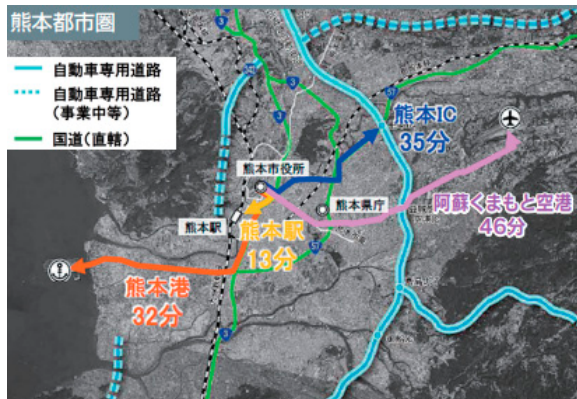 熊本都市圏
自動車専用道路
自動車専用道路
(事業中等)
国道(直轄)
3
3
3
57
熊本IC
35分
熊本市役所
熊本県庁
阿蘇くまもと空港
46分
熊本駅
熊本駅
13分
57
熊本港
32分
3